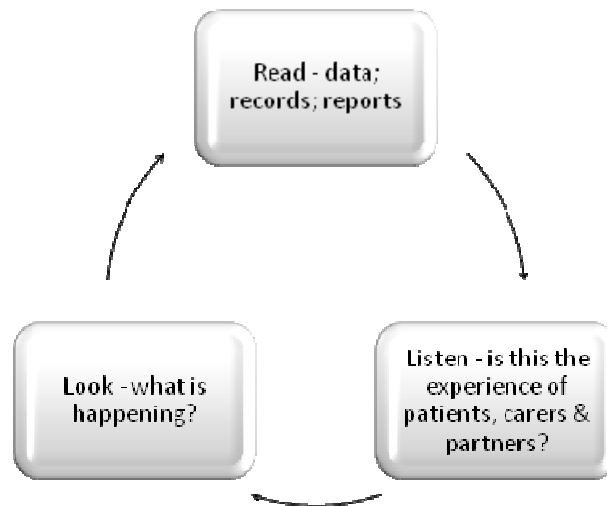 Read - data;
records; reports
Listen - is this the
experience of
patients, carers &
partners?
Look - what is
happening?